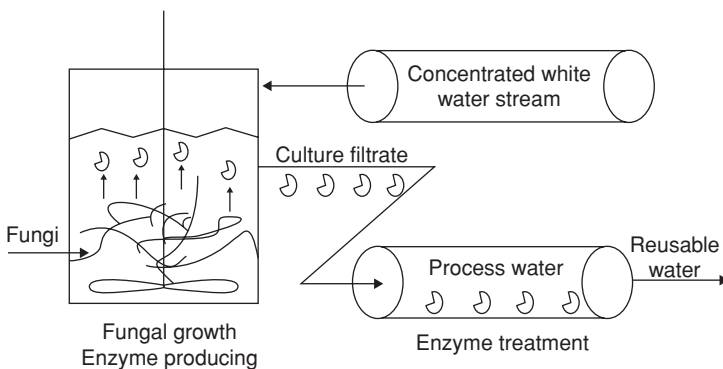 Concentrated white
water stream
Culture filtrate
Fungi
Process water
Reusable
water
Fungal growth
Enzyme producing
Enzyme treatment